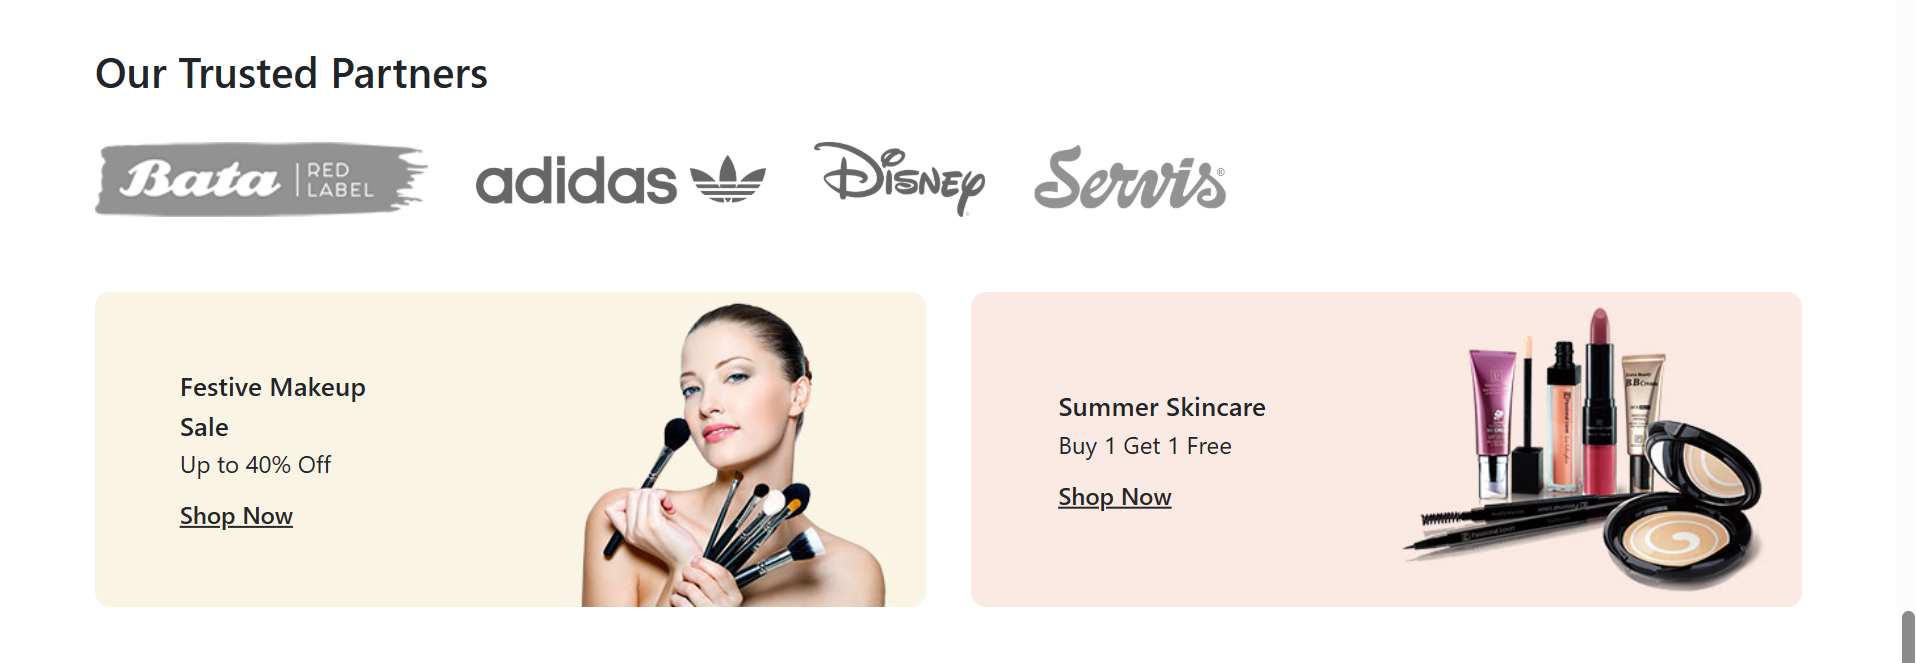 Our Trusted Partners
Bata | RED LABEL
adidas
Disney
Servis®
Festive Makeup
Sale
Up to 40% Off
Shop Now
Summer Skincare
Buy 1 Get 1 Free
Shop Now